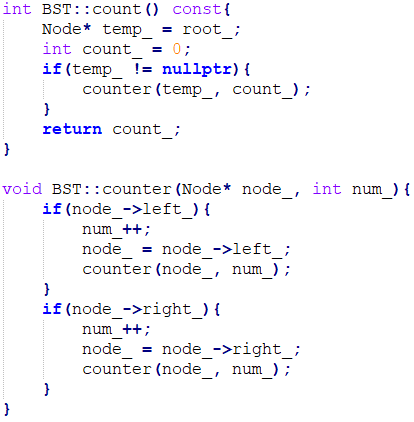 int BST::count() const{
    Node* temp_ = root_;
    int count_ = 0;
    if(temp_ != nullptr){
        counter(temp_, count_);
    }
    return count_;
}

void BST::counter(Node* node_, int num_){
    if(node_->left_){
        num_++;
        node_ = node_->left_;
        counter(node_, num_);
    }
    if(node_->right_){
        num_++;
        node_ = node_->right_;
        counter(node_, num_);
    }
}